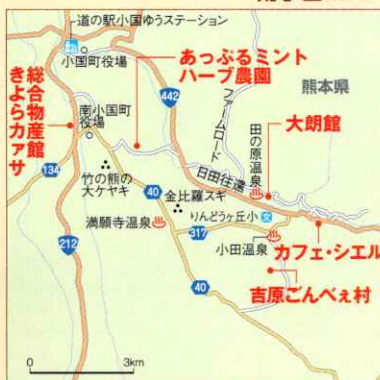 道の駅小国ゆうステーション
小国町役場
あっぷるミント
ハーブ農園
442
ファームロード
熊本県
総合物産館
きよらカァサ
南小国町
役場
大朗館
田の原温泉
日田往還
134
竹の熊の
大ケヤキ
40
金比羅スギ
りんどうヶ丘小
文
満願寺温泉
317
212
小田温泉
カフェ・シエル
40
吉原ごんべぇ村
0
3km